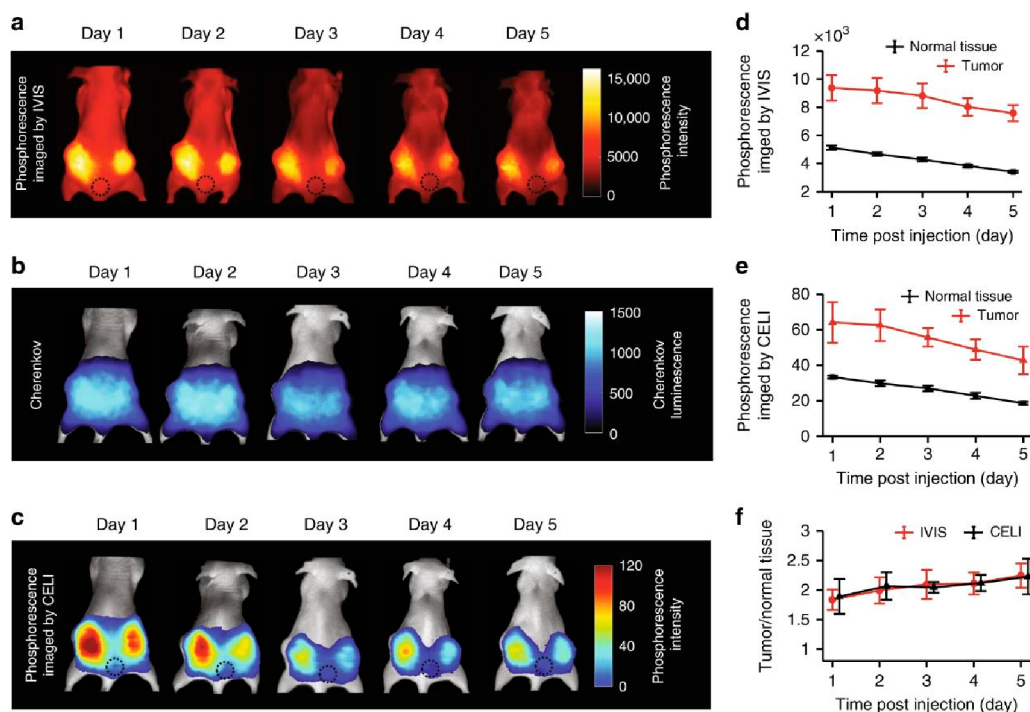 a
Day 1 Day 2 Day 3 Day 4 Day 5
Phosphorescence
imaged by IVIS
15,000
10,000
5000
0
Phosphorescence
intensity
b
Day 1 Day 2 Day 3 Day 4 Day 5
Cherenkov
1500
1000
500
0
Cherenkov
luminescence
c
Day 1 Day 2 Day 3 Day 4 Day 5
Phosphorescence
imaged by CELI
120
80
40
0
Phosphorescence
intensity
d
×10³
Normal tissue
Tumor
Phosphorescence
imged by IVIS
12
10
8
6
4
2
1 2 3 4 5
Time post injection (day)
e
Normal tissue
Tumor
Phosphorescence
imged by CELI
80
60
40
20
0
1 2 3 4 5
Time post injection (day)
f
IVIS CELI
Tumor/normal tissue
3
2.5
2
1.5
1
1 2 3 4 5
Time post injection (day)